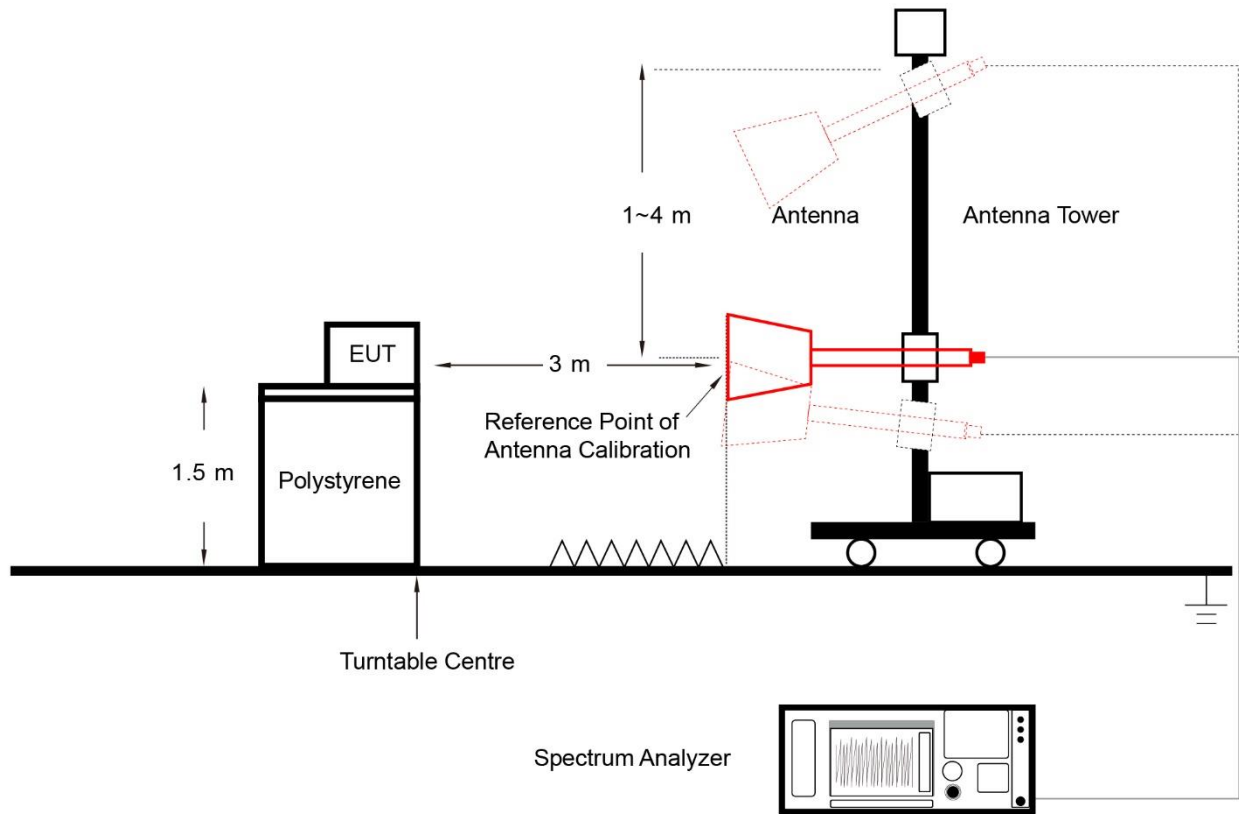 1~4 m
Antenna
Antenna Tower
EUT
3 m
Reference Point of
Antenna Calibration
1.5 m
Polystyrene
Turntable Centre
Spectrum Analyzer